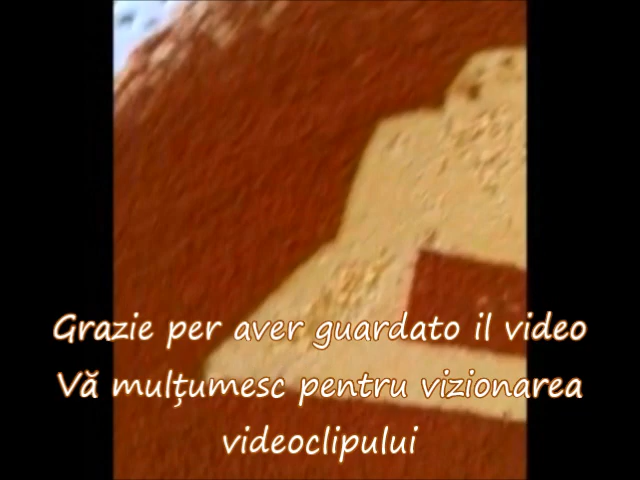 Grazie per aver guardato il video
Vă mulțumesc pentru vizionarea
videoclipului